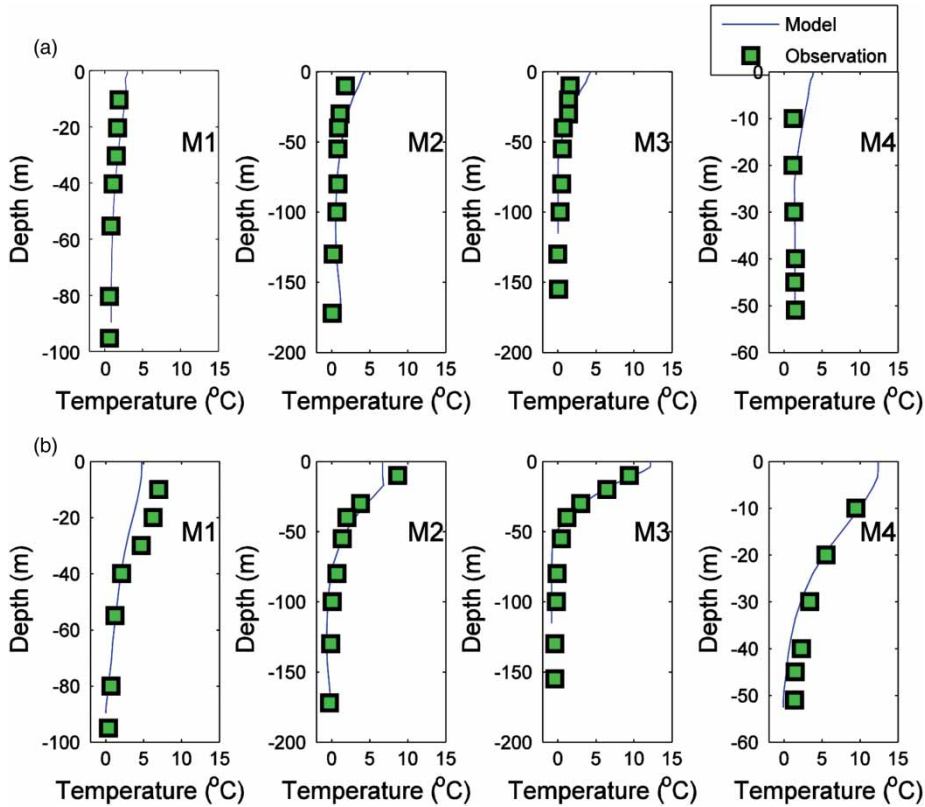 (a)
Model
Observation
0
-20
-40
-60
-80
-100
Depth (m)
M1
0 5 10 15
Temperature (°C)
0
-50
-100
-150
-200
Depth (m)
M2
0 5 10 15
Temperature (°C)
0
-50
-100
-150
-200
Depth (m)
M3
0 5 10 15
Temperature (°C)
0
-10
-20
-30
-40
-50
-60
Depth (m)
M4
0 5 10 15
Temperature (°C)
(b)
0
-20
-40
-60
-80
-100
Depth (m)
M1
0 5 10 15
Temperature (°C)
0
-50
-100
-150
-200
Depth (m)
M2
0 5 10 15
Temperature (°C)
0
-50
-100
-150
-200
Depth (m)
M3
0 5 10 15
Temperature (°C)
0
-10
-20
-30
-40
-50
-60
Depth (m)
M4
0 5 10 15
Temperature (°C)